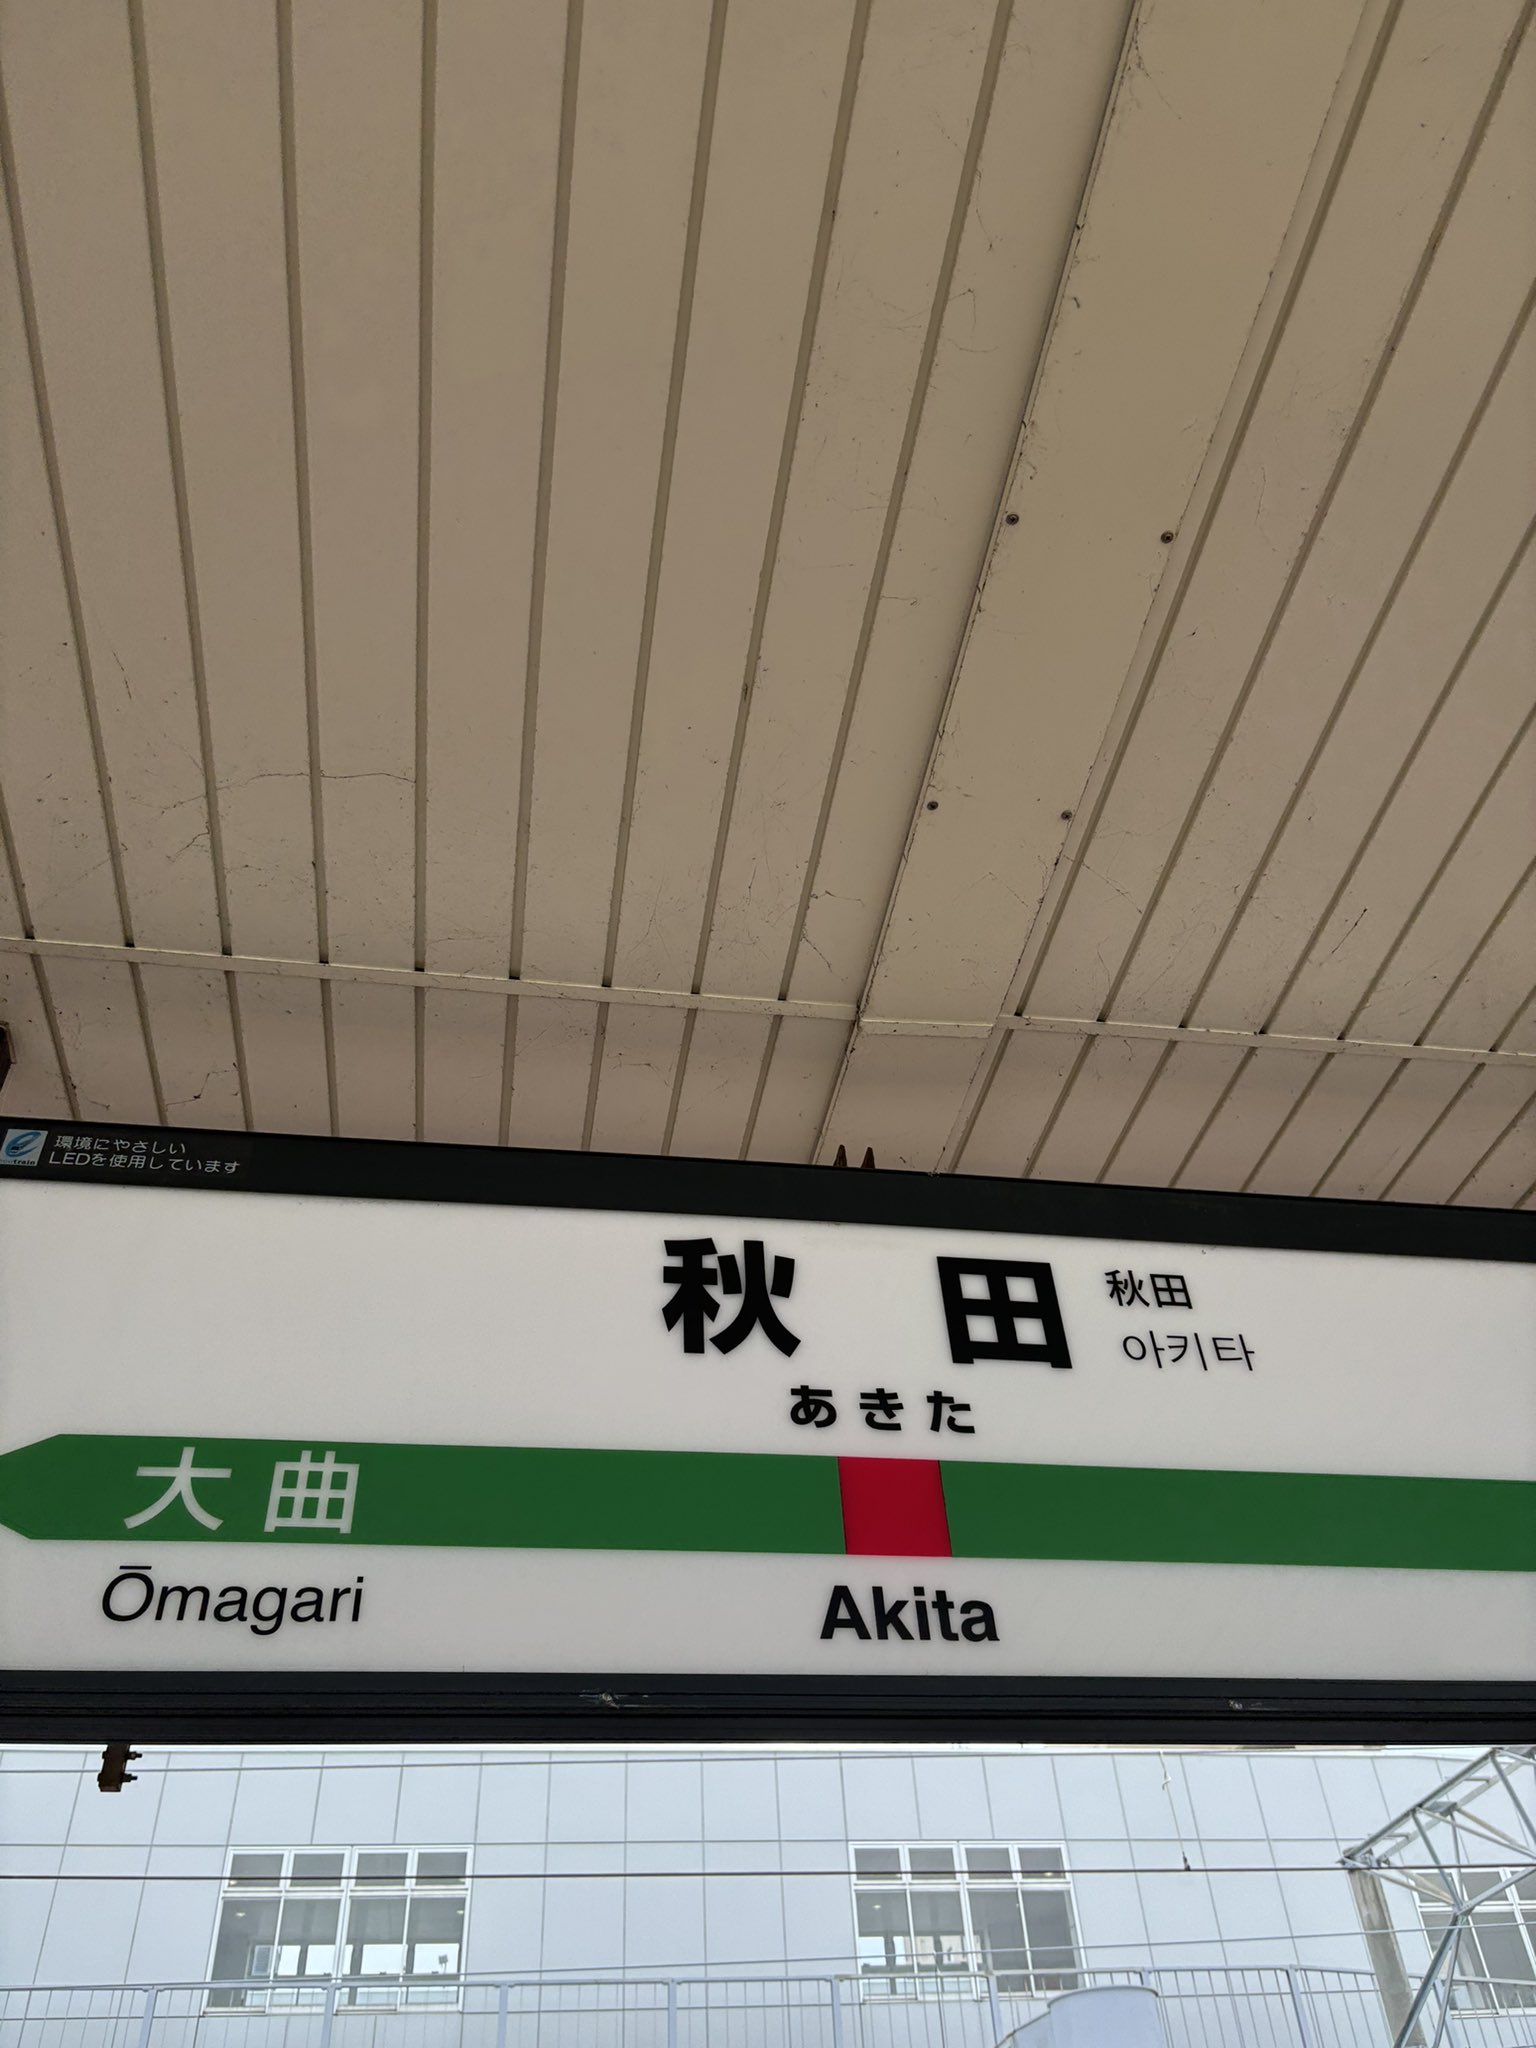 環境にやさしい
LEDを使用しています
秋田
秋田
아키타
あきた
大曲
Ōmagari
Akita